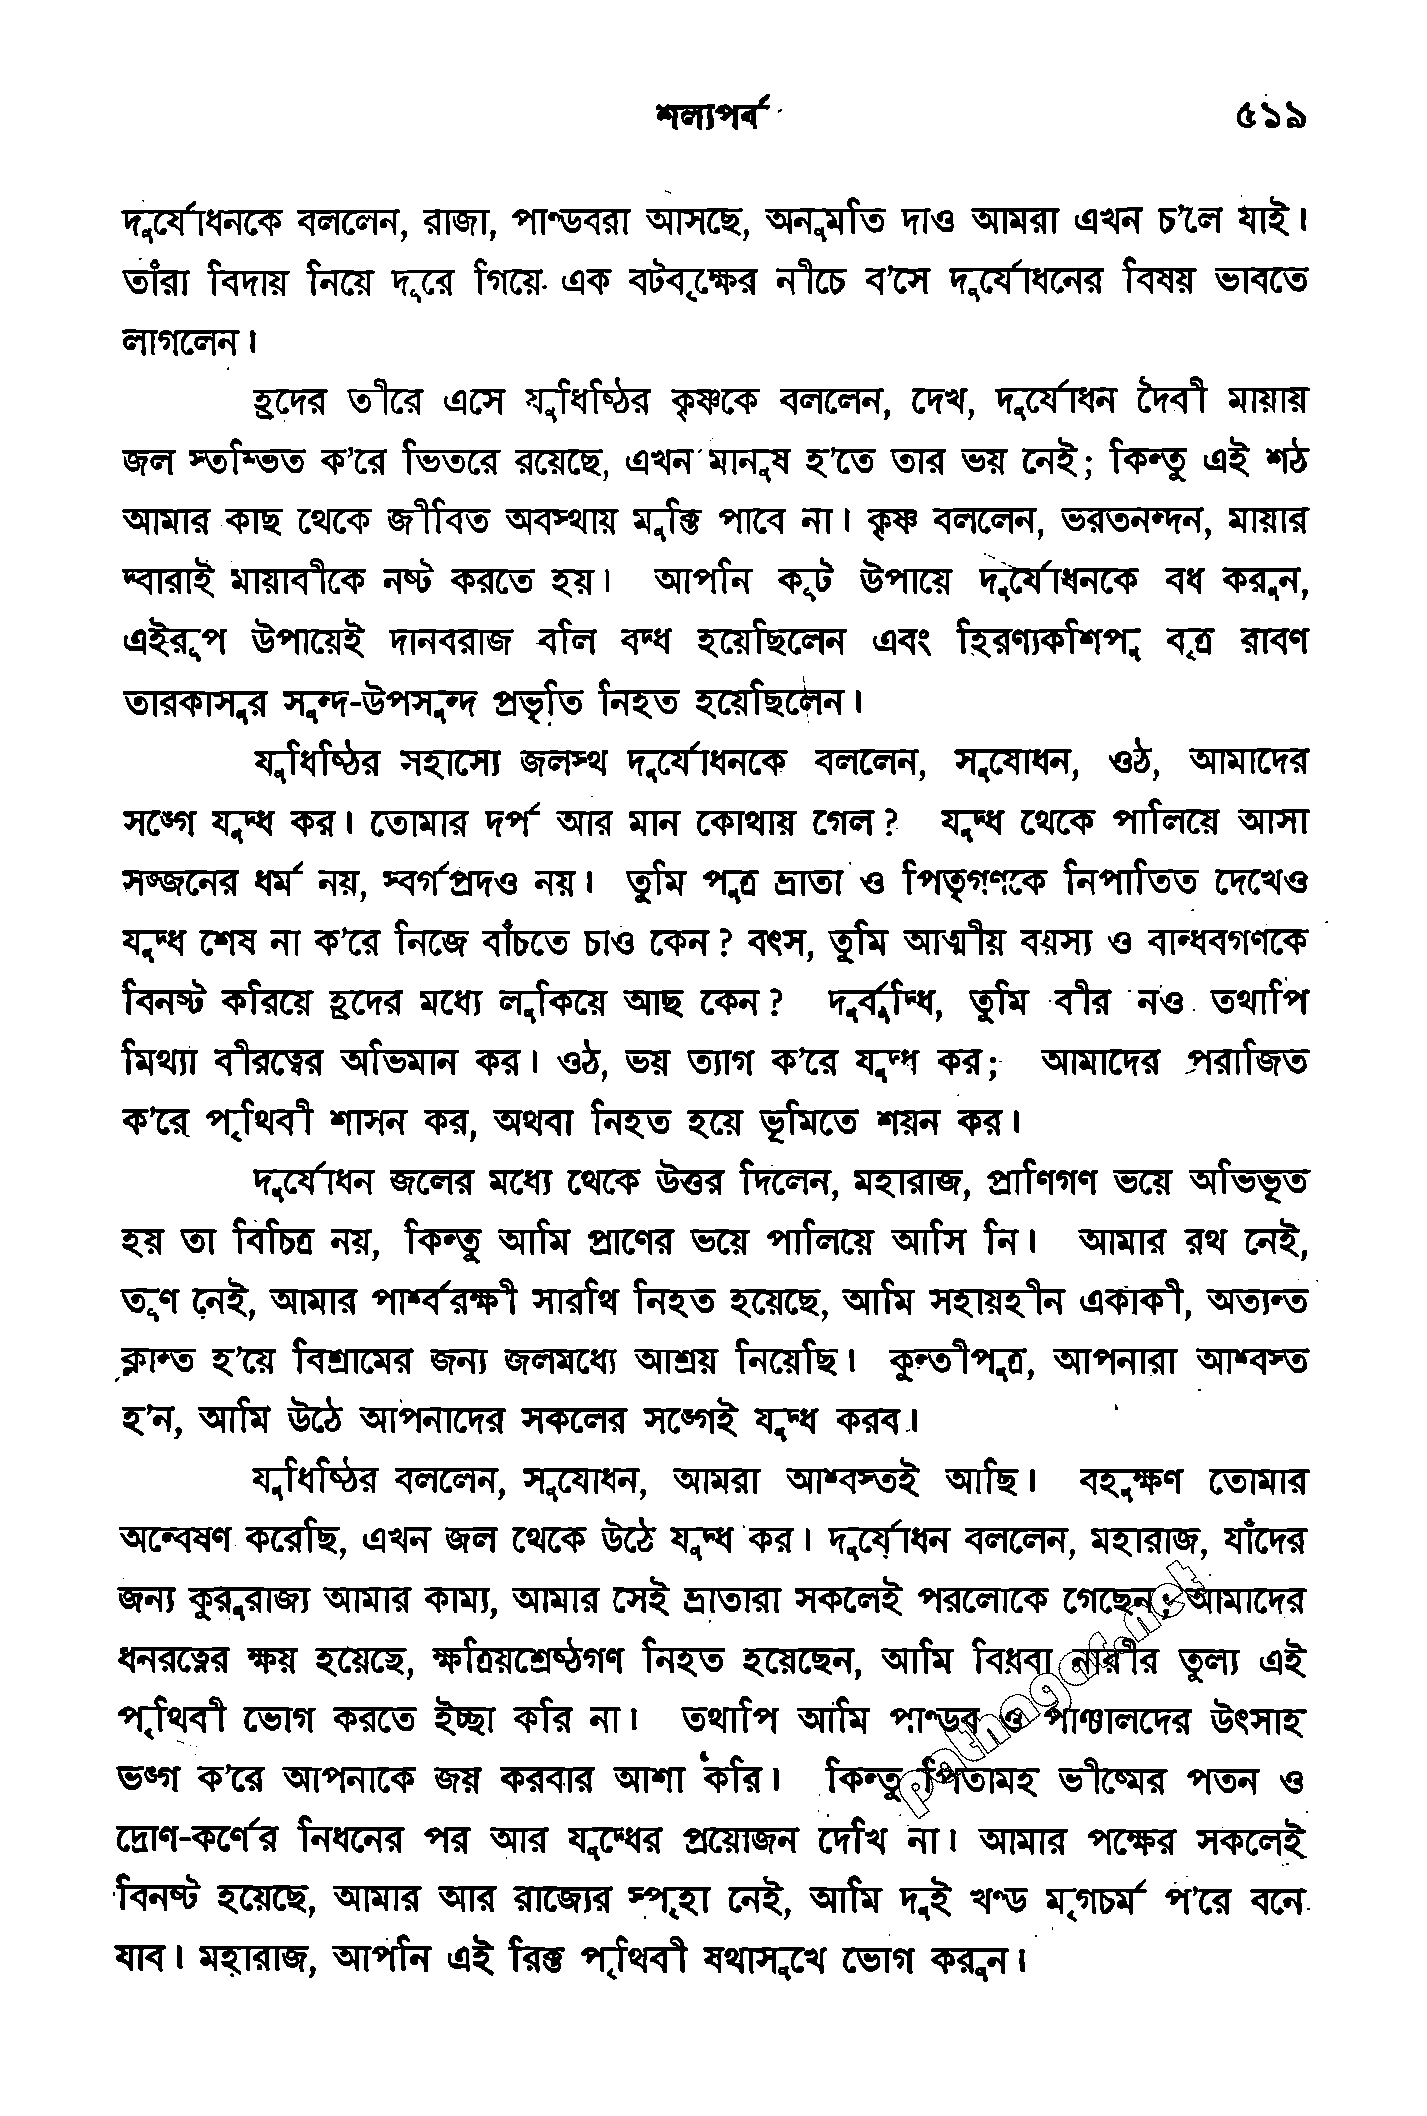 শল্যপর্ব ৫১৯
দুর্যোধনকে বললেন, রাজা, পাণ্ডবরা আসছে, অনুমতি দাও আমরা এখন চ'লে যাই।
তাঁরা বিদায় নিয়ে দূরে গিয়ে এক বটবৃক্ষের নীচে ব'সে দুর্যোধনের বিষয় ভাবতে
লাগলেন।
হ্রদের তীরে এসে যুধিষ্ঠির কৃষ্ণকে বললেন, দেখ, দুর্যোধন দৈবী মায়ায়
জল স্তম্ভিত ক'রে ভিতরে রয়েছে, এখন মানুষ হ'তে তার ভয় নেই; কিন্তু এই শঠ
আমার কাছ থেকে জীবিত অবস্থায় মুক্তি পাবে না। কৃষ্ণ বললেন, ভরতনন্দন, মায়ার
দ্বারাই মায়াবীকে নষ্ট করতে হয়। আপনি কূট উপায়ে দুর্যোধনকে বধ করুন,
এইরূপ উপায়েই দানবরাজ বলি বদ্ধ হয়েছিলেন এবং হিরণ্যকশিপু বৃত্র রাবণ
তারকাসুর সুন্দ-উপসুন্দ প্রভৃতি নিহত হয়েছিলেন।
যুধিষ্ঠির সহাস্যে জলস্থ দুর্যোধনকে বললেন, সুযোধন, ওঠ, আমাদের
সঙ্গে যুদ্ধ কর। তোমার দর্প আর মান কোথায় গেল? যুদ্ধ থেকে পালিয়ে আসা
সজ্জনের ধর্ম নয়, স্বর্গপ্রদও নয়। তুমি পুত্র ভ্রাতা ও পিতৃগণকে নিপাতিত দেখেও
যুদ্ধ শেষ না ক'রে নিজে বাঁচতে চাও কেন? বৎস, তুমি আত্মীয় বয়স্য ও বান্ধবগণকে
বিনষ্ট করিয়ে হ্রদের মধ্যে লুকিয়ে আছ কেন? দুর্বুদ্ধি, তুমি বীর নও তথাপি
মিথ্যা বীরত্বের অভিমান কর। ওঠ, ভয় ত্যাগ ক'রে যুদ্ধ কর; আমাদের পরাজিত
ক'রে পৃথিবী শাসন কর, অথবা নিহত হয়ে ভূমিতে শয়ন কর।
দুর্যোধন জলের মধ্যে থেকে উত্তর দিলেন, মহারাজ, প্রাণিগণ ভয়ে অভিভূত
হয় তা বিচিত্র নয়, কিন্তু আমি প্রাণের ভয়ে পালিয়ে আসি নি। আমার রথ নেই,
তূণ নেই, আমার পার্শ্বরক্ষী সারথি নিহত হয়েছে, আমি সহায়হীন একাকী, অত্যন্ত
ক্লান্ত হ'য়ে বিশ্রামের জন্য জলমধ্যে আশ্রয় নিয়েছি। কুন্তীপুত্র, আপনারা আশ্বস্ত
হ'ন, আমি উঠে আপনাদের সকলের সঙ্গেই যুদ্ধ করব।
যুধিষ্ঠির বললেন, সুযোধন, আমরা আশ্বস্তই আছি। বহুক্ষণ তোমার
অন্বেষণ করেছি, এখন জল থেকে উঠে যুদ্ধ কর। দুর্যোধন বললেন, মহারাজ, যাঁদের
জন্য কুরুরাজ্য আমার কাম্য, আমার সেই ভ্রাতারা সকলেই পরলোকে গেছেন, আমাদের
ধনরত্নের ক্ষয় হয়েছে, ক্ষত্রিয়শ্রেষ্ঠগণ নিহত হয়েছেন, আমি বিধবা নারীর তুল্য এই
পৃথিবী ভোগ করতে ইচ্ছা করি না। তথাপি আমি পাণ্ডব ও পাঞ্চালদের উৎসাহ
ভঙ্গ ক'রে আপনাকে জয় করবার আশা করি। কিন্তু পিতামহ ভীষ্মের পতন ও
দ্রোণ-কর্ণের নিধনের পর আর যুদ্ধের প্রয়োজন দেখি না। আমার পক্ষের সকলেই
বিনষ্ট হয়েছে, আমার আর রাজ্যের স্পৃহা নেই, আমি দুই খণ্ড মৃগচর্ম প'রে বনে
যাব। মহারাজ, আপনি এই রিক্ত পৃথিবী যথাসুখে ভোগ করুন।
pathagar.net